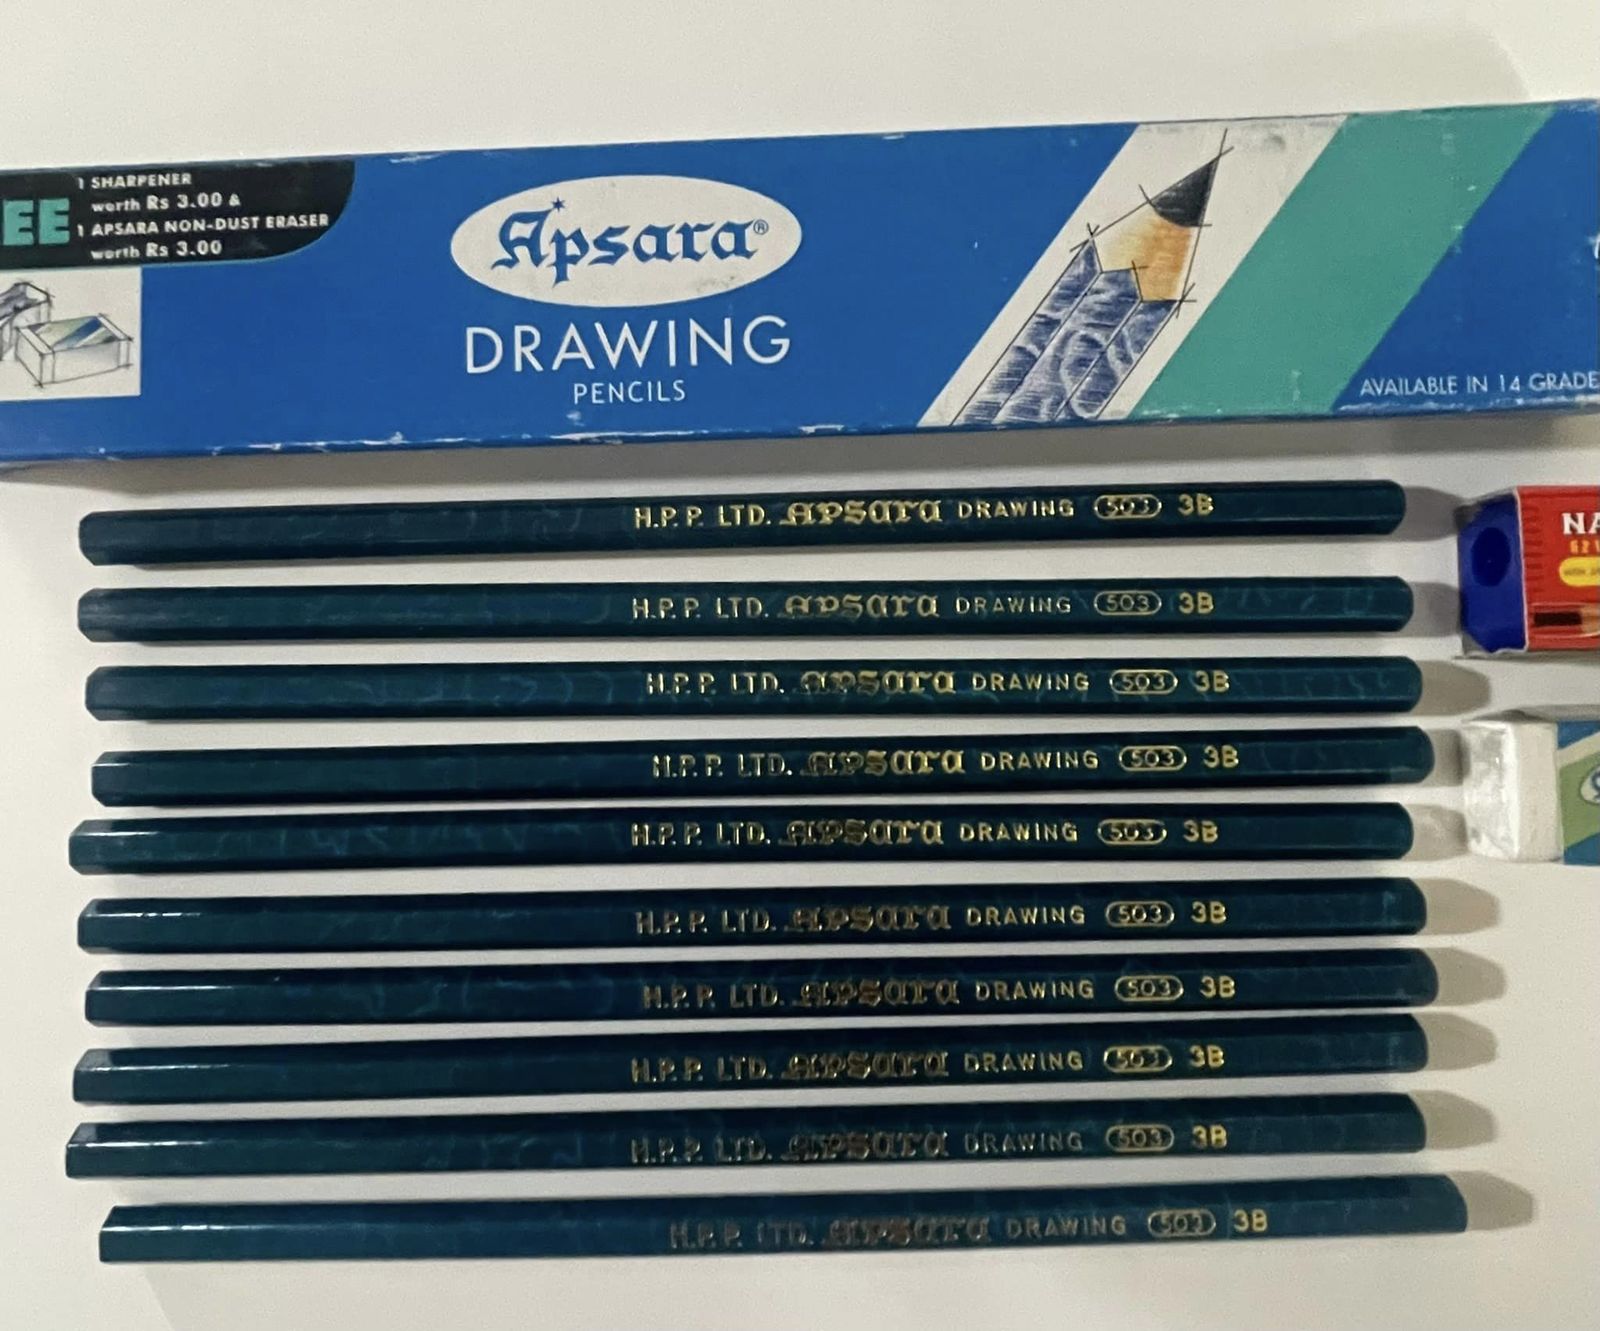 EE
1 SHARPENER
worth Rs 3.00 &
1 APSARA NON-DUST ERASER
worth Rs 3.00
Apsara®
DRAWING
PENCILS
AVAILABLE IN 14 GRADE
H.P.P. LTD. Apsara DRAWING 503 3B
NA
H.P.P. LTD. Apsara DRAWING 503 3B
H.P.P. LTD. Apsara DRAWING 503 3B
H.P.P. LTD. Apsara DRAWING 503 3B
H.P.P. LTD. Apsara DRAWING 503 3B
H.P.P. LTD. Apsara DRAWING 503 3B
H.P.P. LTD. Apsara DRAWING 503 3B
H.P.P. LTD. Apsara DRAWING 503 3B
H.P.P. LTD. Apsara DRAWING 503 3B
H.P.P. LTD. Apsara DRAWING 503 3B